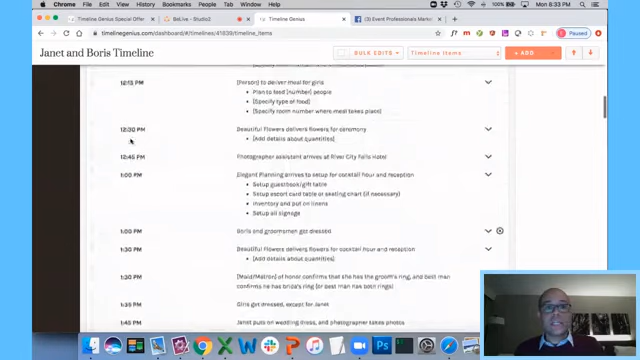 Chrome File Edit View History Bookmarks People Window Help
100% Mon 6:33 PM
Timeline Genius Special Offer
BeLive - Studio2
Timeline Genius
(3) Event Professionals Marke
timelinegenius.com/dashboard/#/timelines/41839/timeline_items
Paused
Janet and Boris Timeline
BULK EDITS
Timeline Items
+ ADD
12:15 PM
[Person] to deliver meal for girls
Plan to feed [number] people
[Specify type of food]
[Specify room number where meal takes place]
12:30 PM
Beautiful Flowers delivers flowers for ceremony
[Add details about quantities]
12:45 PM
Photographer assistant arrives at River City Falls Hotel
1:00 PM
Elegant Planning arrives to setup for cocktail hour and reception
Setup guestbook/gift table
Setup escort card table or seating chart (if necessary)
Inventory and put on linens
Setup all signage
1:00 PM
Boris and groomsmen get dressed
1:30 PM
Beautiful Flowers delivers flowers for cocktail hour and reception
[Add details about quantities]
1:30 PM
[Maid/Matron] of honor confirms that she has the groom's ring, and best man
confirms he has bride's ring (or best man has both rings)
1:35 PM
Girls get dressed, except for Janet
1:45 PM
Janet puts on wedding dress, and photographer takes photos